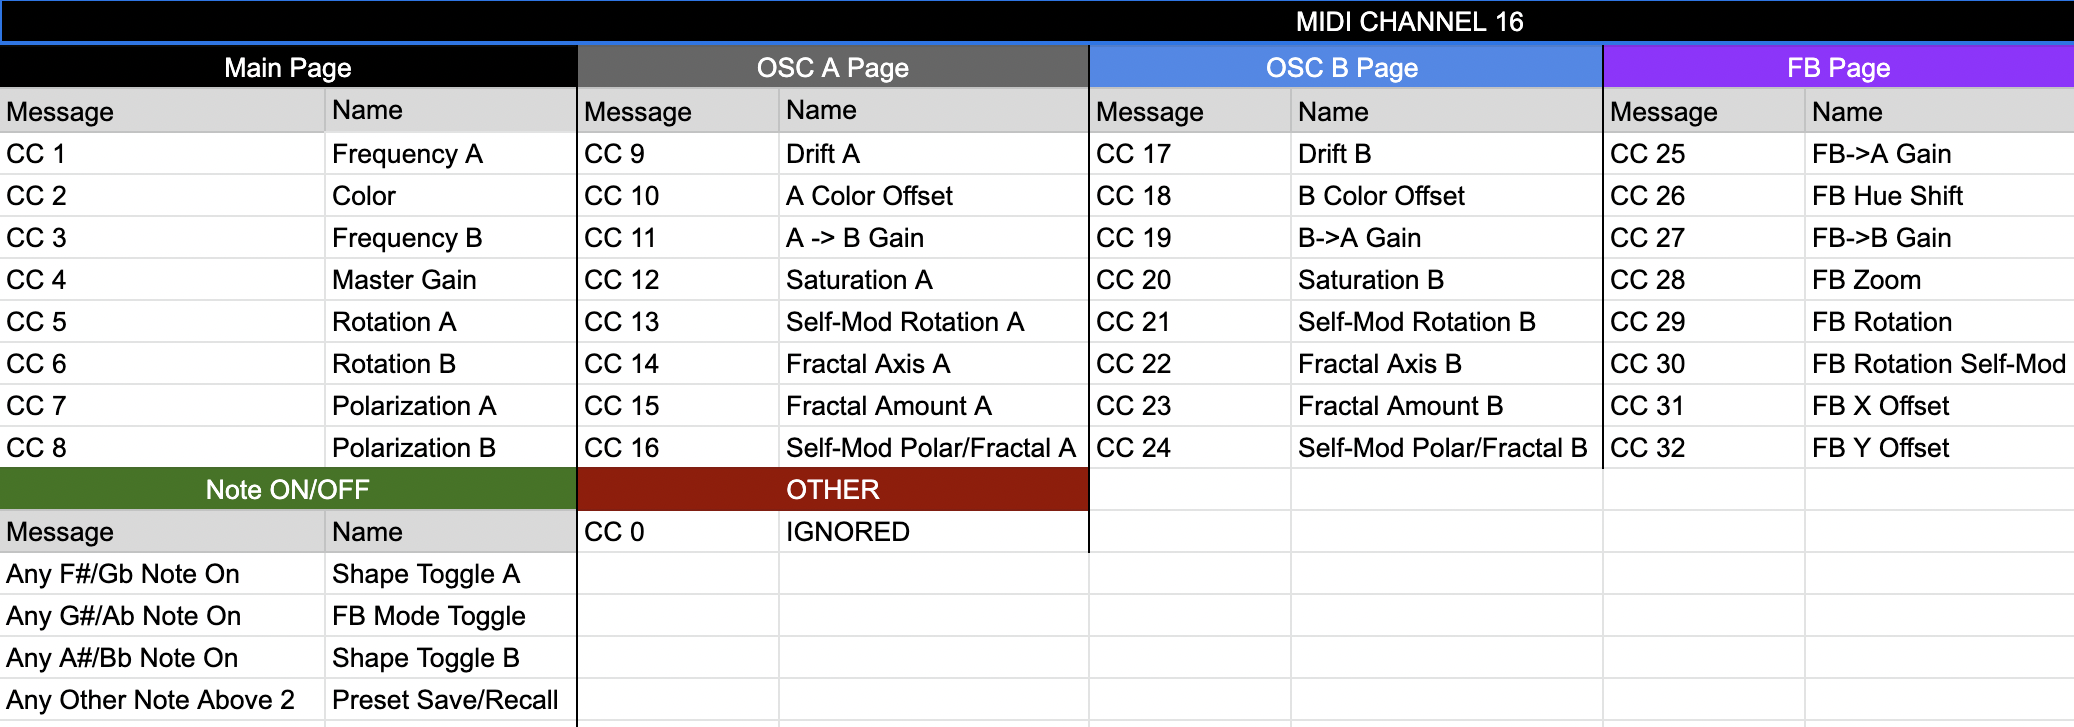 MIDI CHANNEL 16
Main Page OSC A Page OSC B Page FB Page
Message Name Message Name Message Name Message Name
CC 1 Frequency A CC 9 Drift A CC 17 Drift B CC 25 FB->A Gain
CC 2 Color CC 10 A Color Offset CC 18 B Color Offset CC 26 FB Hue Shift
CC 3 Frequency B CC 11 A -> B Gain CC 19 B->A Gain CC 27 FB->B Gain
CC 4 Master Gain CC 12 Saturation A CC 20 Saturation B CC 28 FB Zoom
CC 5 Rotation A CC 13 Self-Mod Rotation A CC 21 Self-Mod Rotation B CC 29 FB Rotation
CC 6 Rotation B CC 14 Fractal Axis A CC 22 Fractal Axis B CC 30 FB Rotation Self-Mod
CC 7 Polarization A CC 15 Fractal Amount A CC 23 Fractal Amount B CC 31 FB X Offset
CC 8 Polarization B CC 16 Self-Mod Polar/Fractal A CC 24 Self-Mod Polar/Fractal B CC 32 FB Y Offset
Note ON/OFF OTHER
Message Name CC 0 IGNORED
Any F#/Gb Note On Shape Toggle A
Any G#/Ab Note On FB Mode Toggle
Any A#/Bb Note On Shape Toggle B
Any Other Note Above 2 Preset Save/Recall